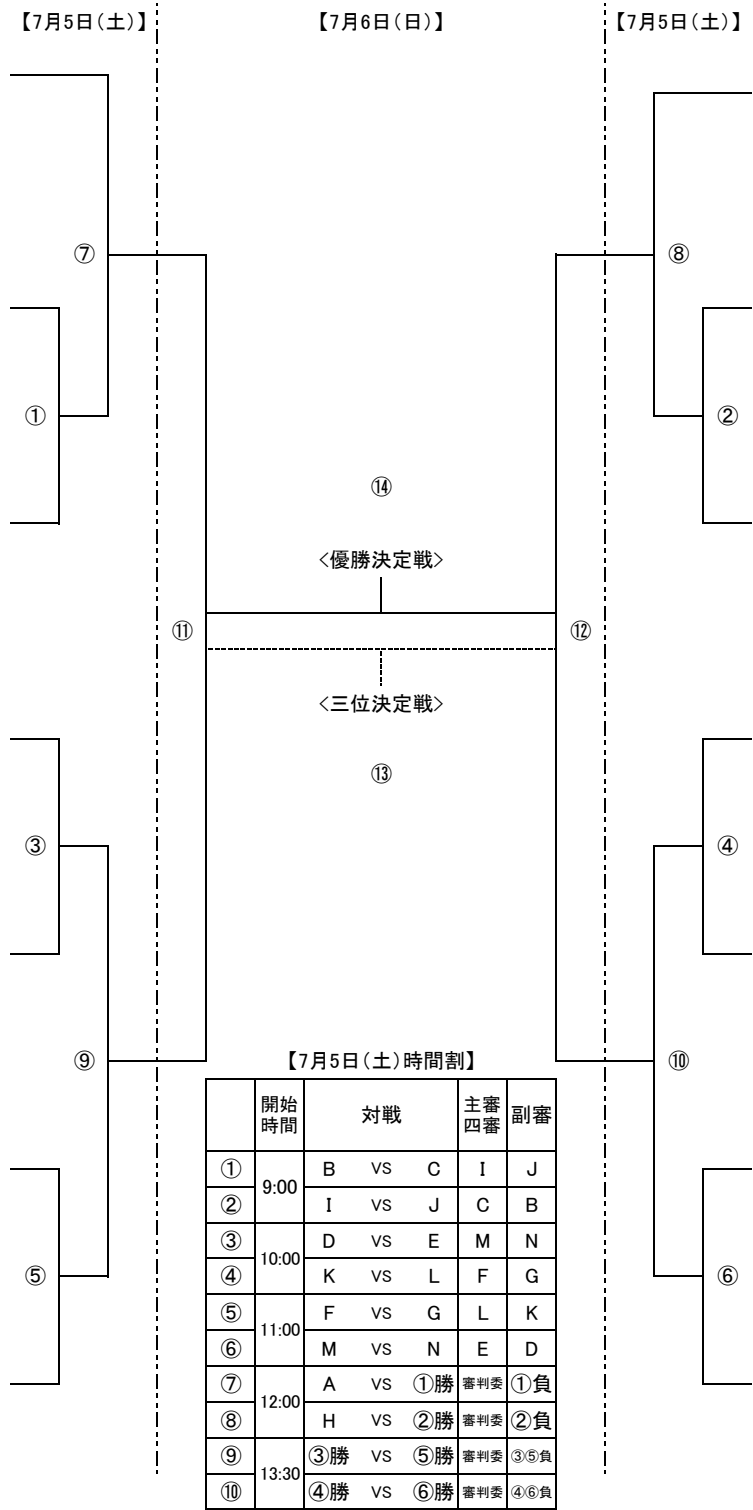 【7月5日(土)】 【7月6日(日)】 【7月5日(土)】
⑦ ⑧
① ②
⑭
<優勝決定戦>
⑪ ⑫
<三位決定戦>
⑬
③ ④
⑨ ⑩
【7月5日(土)時間割】
開始時間 対戦 主審四審 副審
① 9:00 B VS C I J
② I VS J C B
③ 10:00 D VS E M N
④ K VS L F G
⑤ 11:00 F VS G L K
⑥ M VS N E D
⑦ 12:00 A VS ①勝 審判委 ①負
⑧ H VS ②勝 審判委 ②負
⑨ 13:30 ③勝 VS ⑤勝 審判委 ③⑤負
⑩ ④勝 VS ⑥勝 審判委 ④⑥負
⑤ ⑥